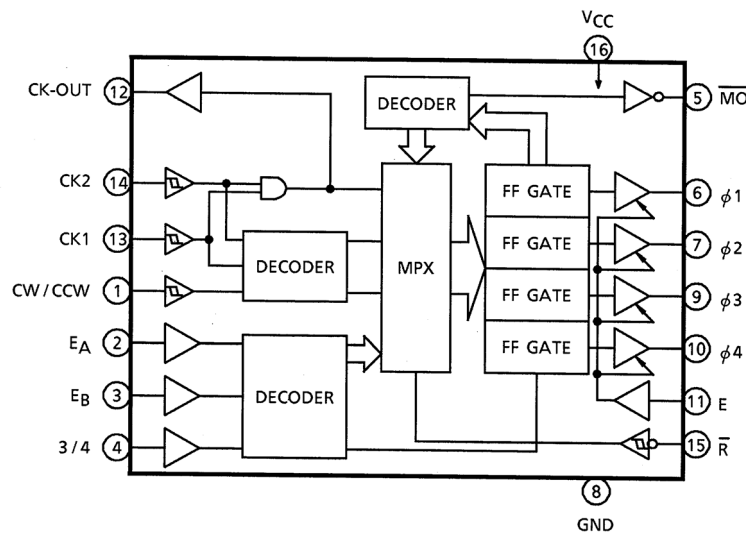 VCC
16
CK-OUT 12
DECODER
5 MO
CK2 14
FF GATE
6 ϕ1
CK1 13
DECODER
MPX
FF GATE
7 ϕ2
CW/CCW 1
FF GATE
9 ϕ3
EA 2
FF GATE
10 ϕ4
EB 3
DECODER
11 E
3/4 4
15 R
8
GND